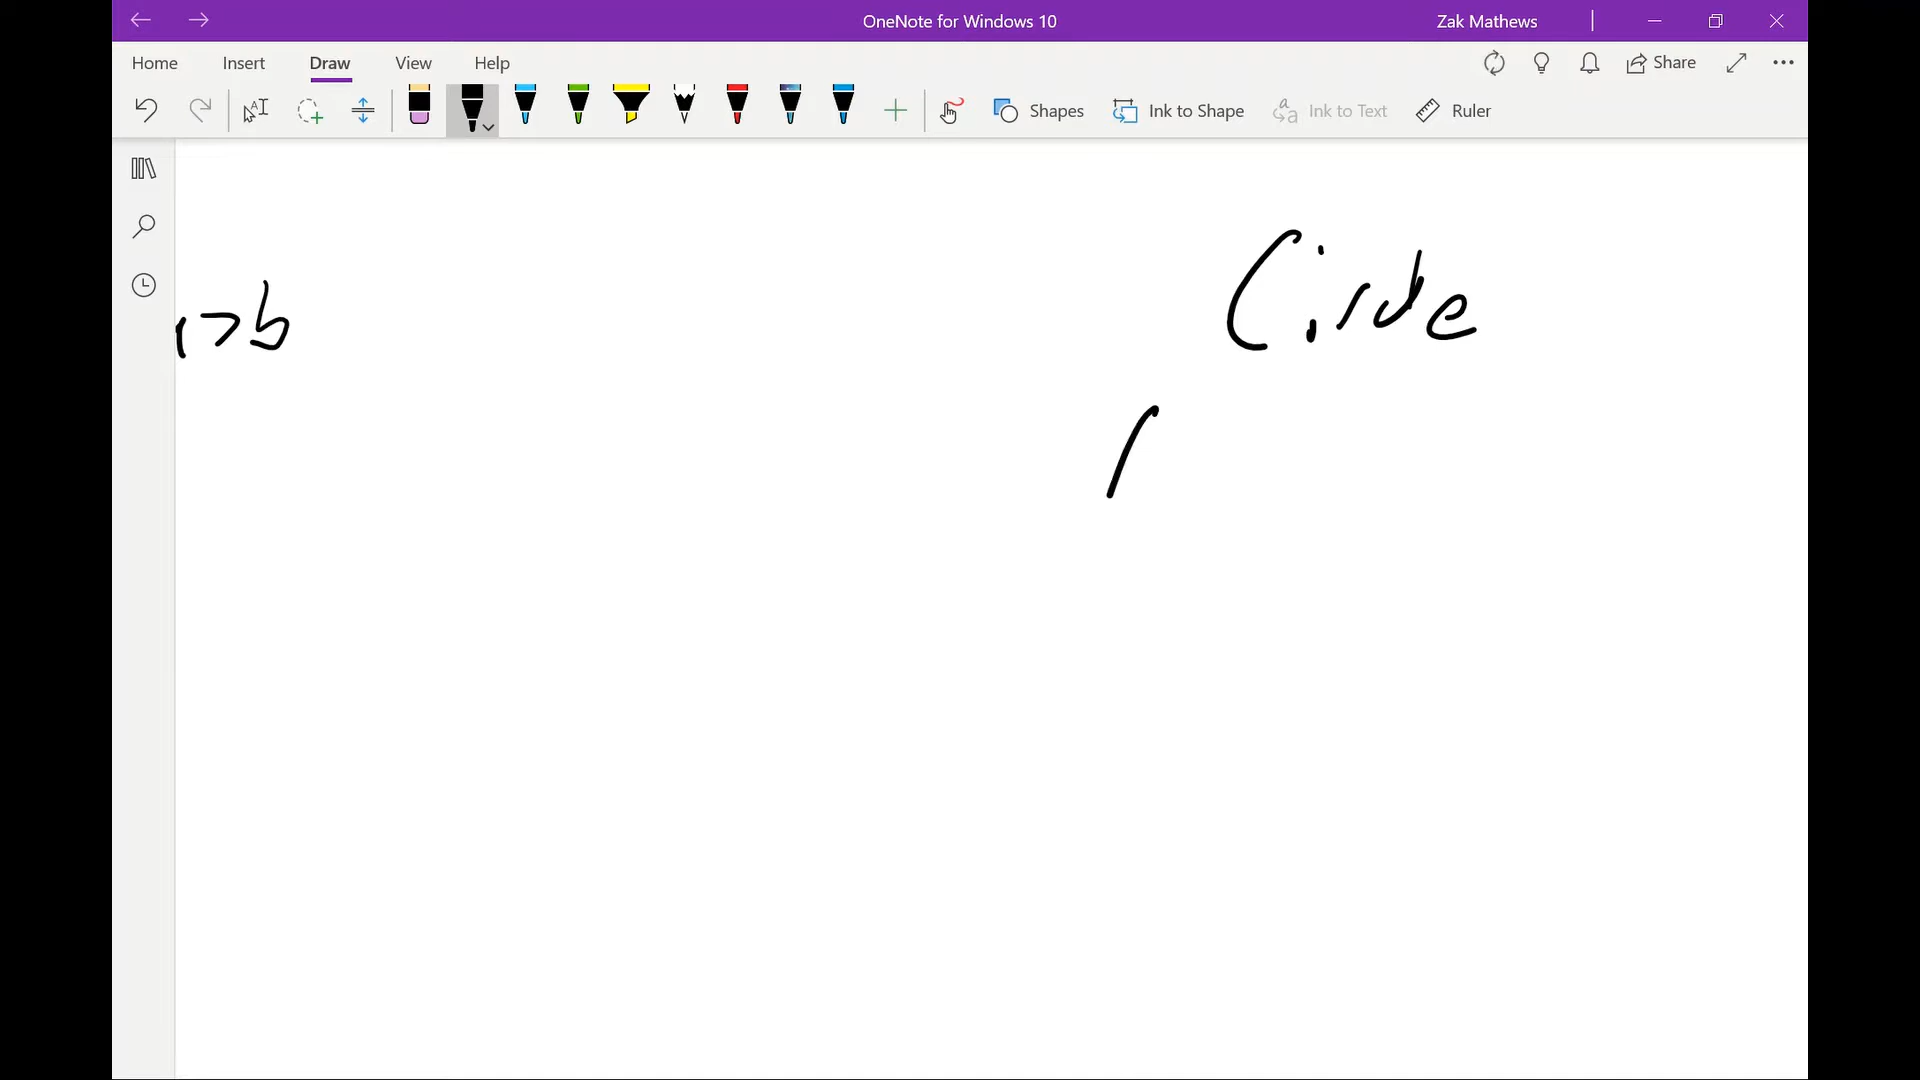 OneNote for Windows 10
Zak Mathews
Home Insert Draw View Help
Share
Shapes Ink to Shape Ink to Text Ruler
Circle
>b